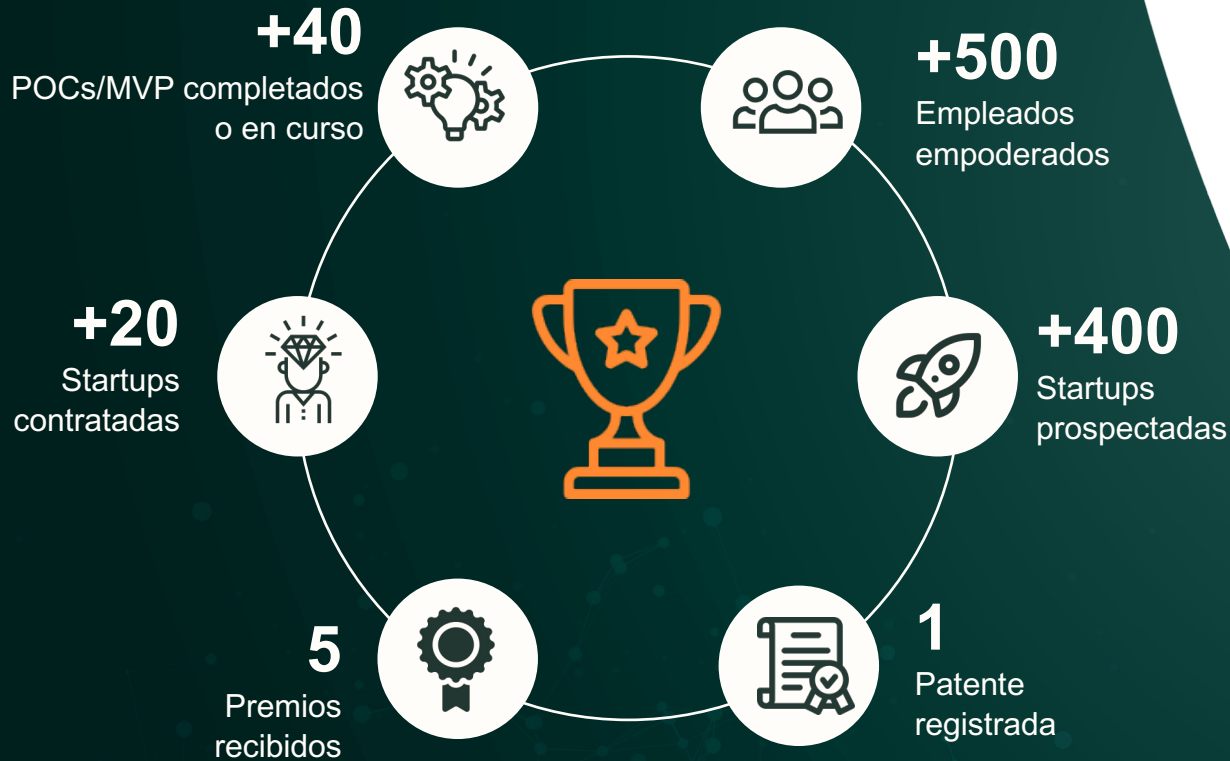 +40
POCs/MVP completados
o en curso
+500
Empleados
empoderados
+20
Startups
contratadas
+400
Startups
prospectadas
5
Premios
recibidos
1
Patente
registrada